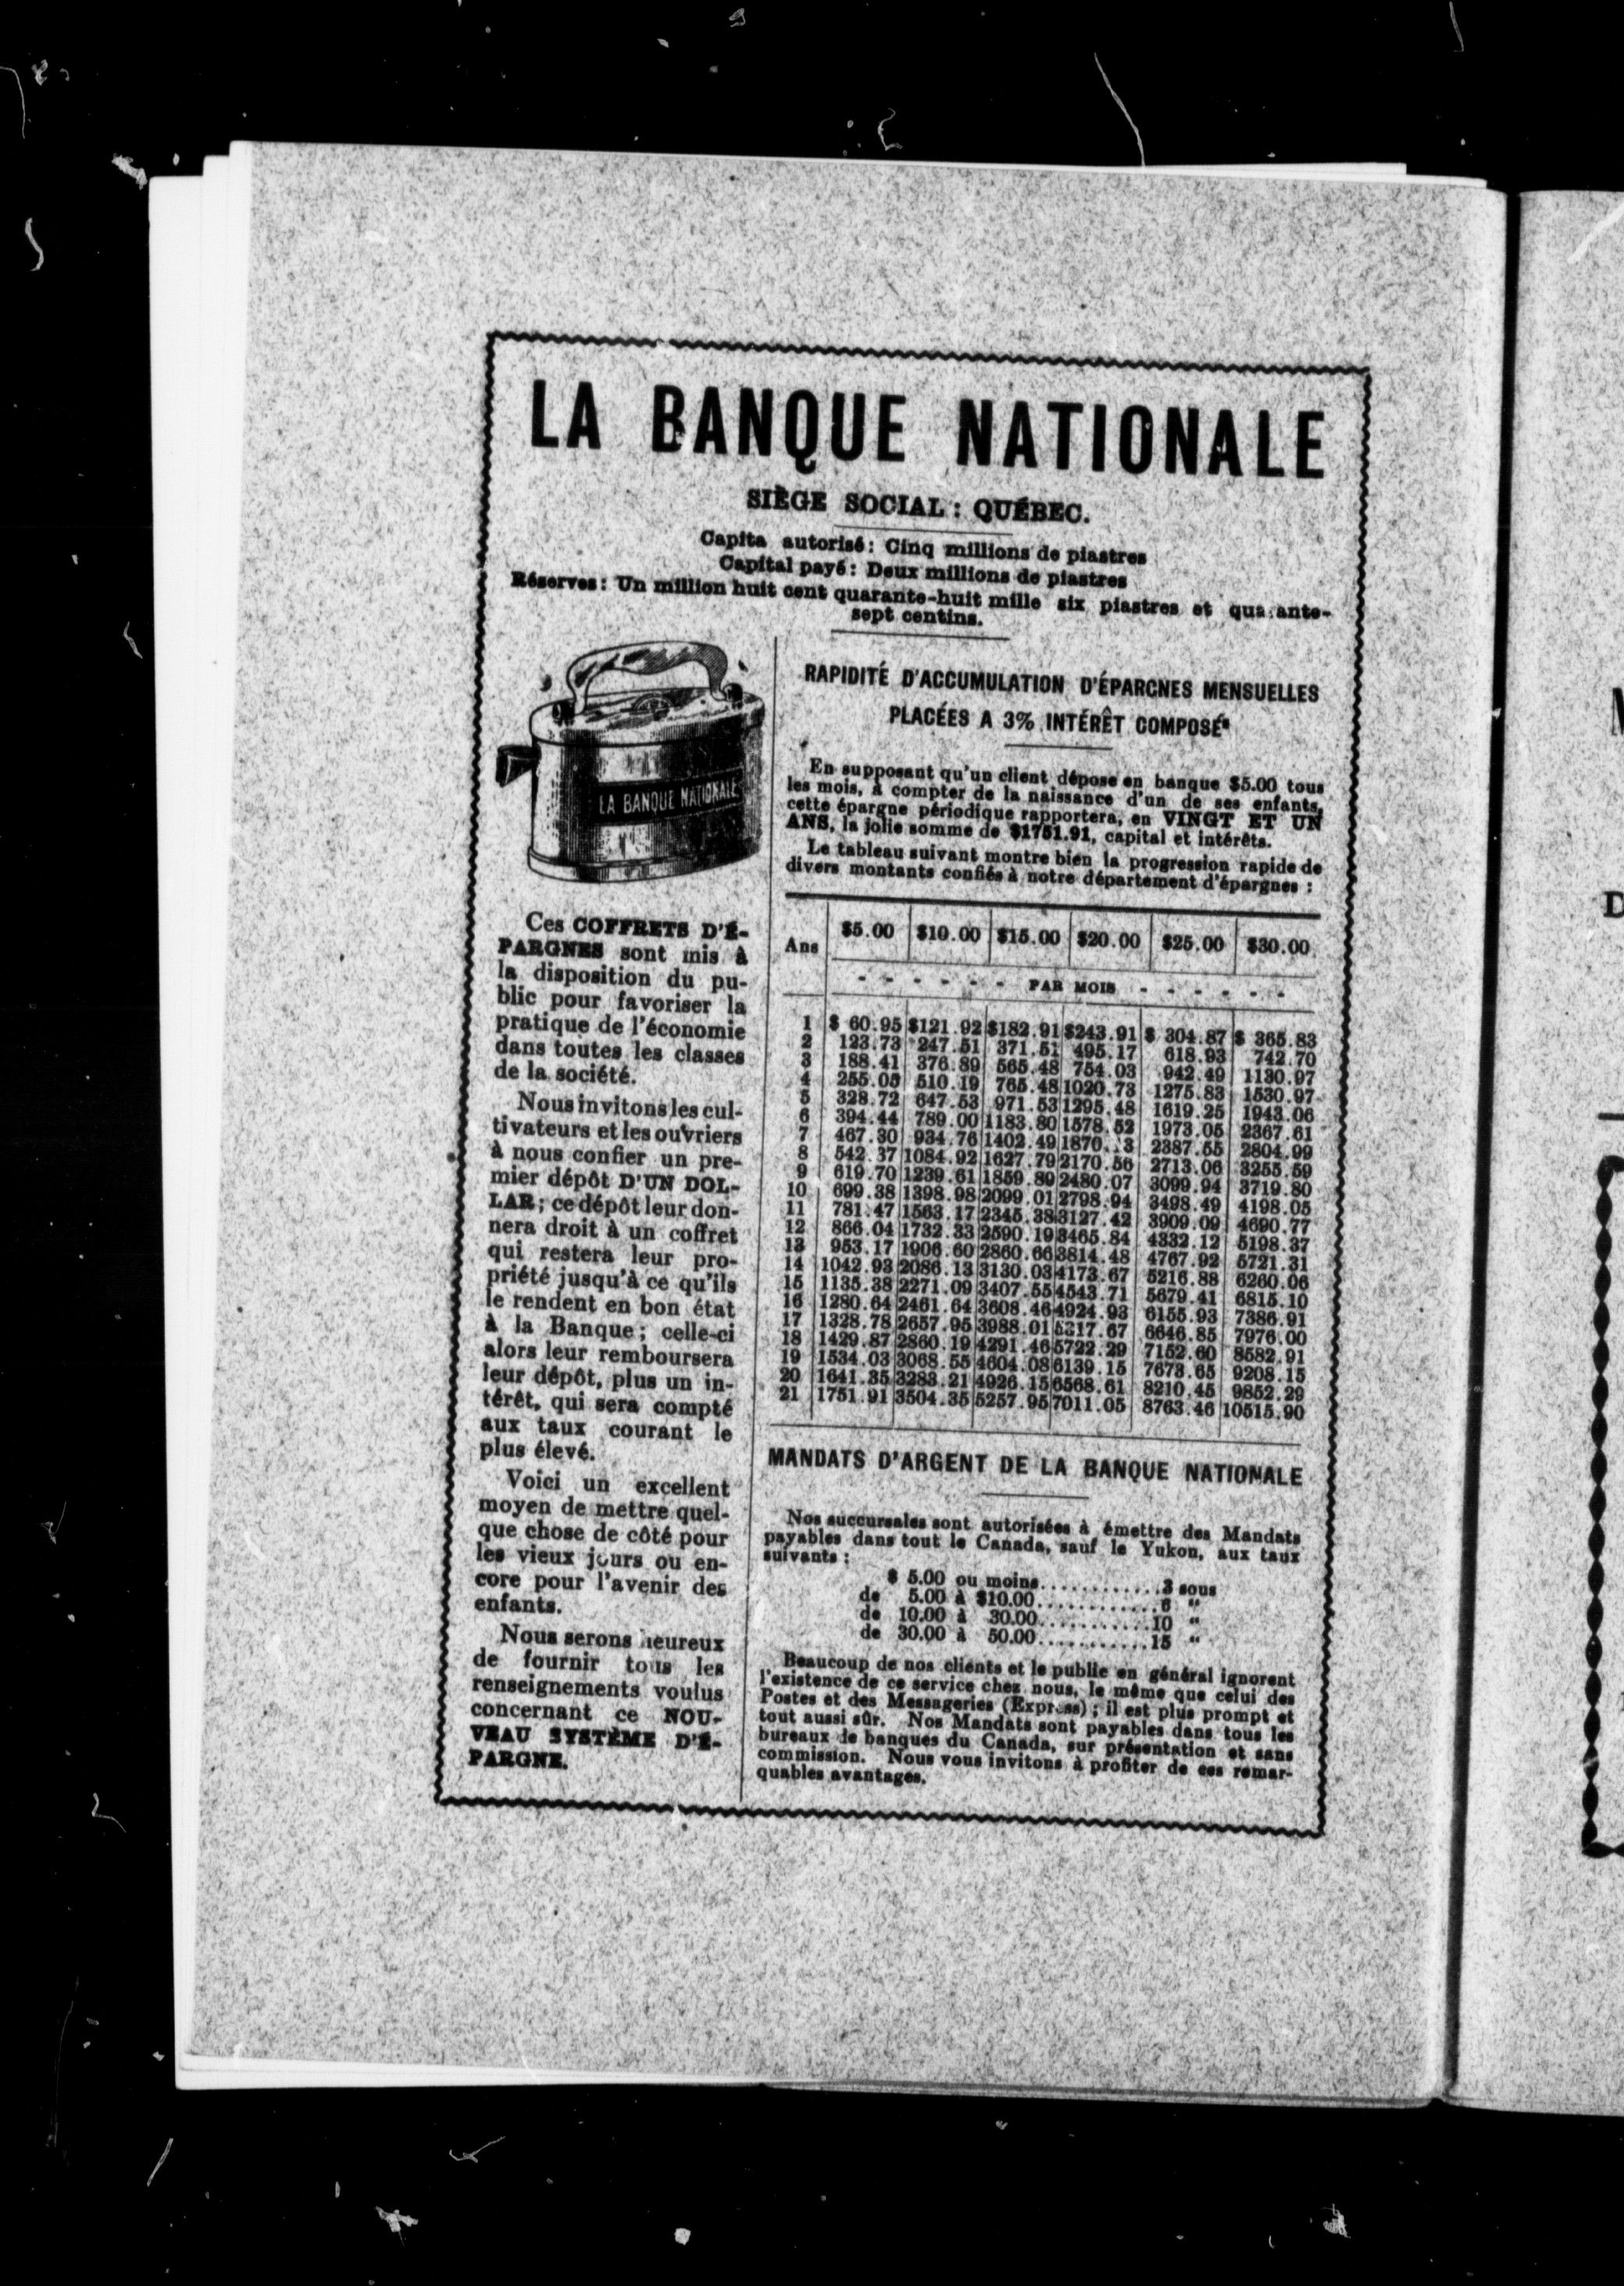 LA BANQUE NATIONALE
SIÈGE SOCIAL : QUÉBEC.
Capita autorisé : Cinq millions de piastres
Capital payé : Deux millions de piastres
Réserves : Un million huit cent quarante-huit mille six piastres et qua ante-
sept centins.
LA BANQUE NATIONALE
Ces COFFRETS D'É-
PARGNES sont mis à
la disposition du pu-
blic pour favoriser la
pratique de l'économie
dans toutes les classes
de la société.
Nous invitons les cul-
tivateurs et les ouvriers
à nous confier un pre-
mier dépôt D'UN DOL-
LAR ; ce dépôt leur don-
nera droit à un coffret
qui restera leur pro-
priété jusqu'à ce qu'ils
le rendent en bon état
à la Banque ; celle-ci
alors leur remboursera
leur dépôt, plus un in-
térêt, qui sera compté
aux taux courant le
plus élevé.
Voici un excellent
moyen de mettre quel-
que chose de côté pour
les vieux jours ou en-
core pour l'avenir des
enfants.
Nous serons heureux
de fournir tous les
renseignements voulus
concernant ce NOU-
VEAU SYSTÈME D'É-
PARGNE.
RAPIDITÉ D'ACCUMULATION D'ÉPARGNES MENSUELLES
PLACÉES A 3% INTÉRÊT COMPOSÉ
En supposant qu'un client dépose en banque $5.00 tous
les mois, à compter de la naissance d'un de ses enfants,
cette épargne périodique rapportera, en VINGT ET UN
ANS, la jolie somme de $1751.91, capital et intérêts.
Le tableau suivant montre bien la progression rapide de
divers montants confiés à notre département d'épargnes :
Ans $5.00 $10.00 $15.00 $20.00 $25.00 $30.00
- - - - - - PAR MOIS - - - - - -
1 $ 60.95 $121.92 $182.91 $243.91 $ 304.87 $ 365.83
2 123.73 247.51 371.51 495.17 618.93 742.70
3 188.41 376.89 565.48 754.03 942.49 1130.97
4 255.05 510.19 765.48 1020.73 1275.83 1530.97
5 328.72 647.53 971.53 1295.48 1619.25 1943.06
6 394.44 789.00 1183.80 1578.52 1973.05 2367.61
7 467.30 934.76 1402.49 1870. 3 2387.55 2804.99
8 542.37 1084.92 1627.79 2170.56 2713.06 3255.59
9 619.70 1239.61 1859.89 2480.07 3099.94 3719.80
10 699.38 1398.98 2099.01 2798.94 3498.49 4198.05
11 781.47 1563.17 2345.38 3127.42 3909.09 4690.77
12 866.04 1732.33 2590.19 3465.84 4332.12 5198.37
13 953.17 1906.60 2860.66 3814.48 4767.92 5721.31
14 1042.93 2086.13 3130.03 4173.67 5216.88 6260.06
15 1135.38 2271.09 3407.55 4543.71 5679.41 6815.10
16 1280.64 2461.64 3608.46 4924.93 6155.93 7386.91
17 1328.78 2657.95 3988.01 5317.67 6646.85 7976.00
18 1429.87 2860.19 4291.46 5722.29 7152.60 8582.91
19 1534.03 3068.55 4604.08 6139.15 7673.65 9208.15
20 1641.35 3283.21 4926.15 6568.61 8210.45 9852.29
21 1751.91 3504.35 5257.95 7011.05 8763.46 10515.90
MANDATS D'ARGENT DE LA BANQUE NATIONALE
Nos succursales sont autorisées à émettre des Mandats
payables dans tout le Canada, sauf le Yukon, aux taux
suivants :
$ 5.00 ou moins............3 sous
de 5.00 à $10.00............6 "
de 10.00 à 30.00...........10 "
de 30.00 à 50.00...........15 "
Beaucoup de nos clients et le public en général ignorent
l'existence de ce service chez nous, le même que celui des
Postes et des Messageries (Express) ; il est plus prompt et
tout aussi sûr. Nos Mandats sont payables dans tous les
bureaux de banques du Canada, sur présentation et sans
commission. Nous vous invitons à profiter de ces remar-
quables avantages.